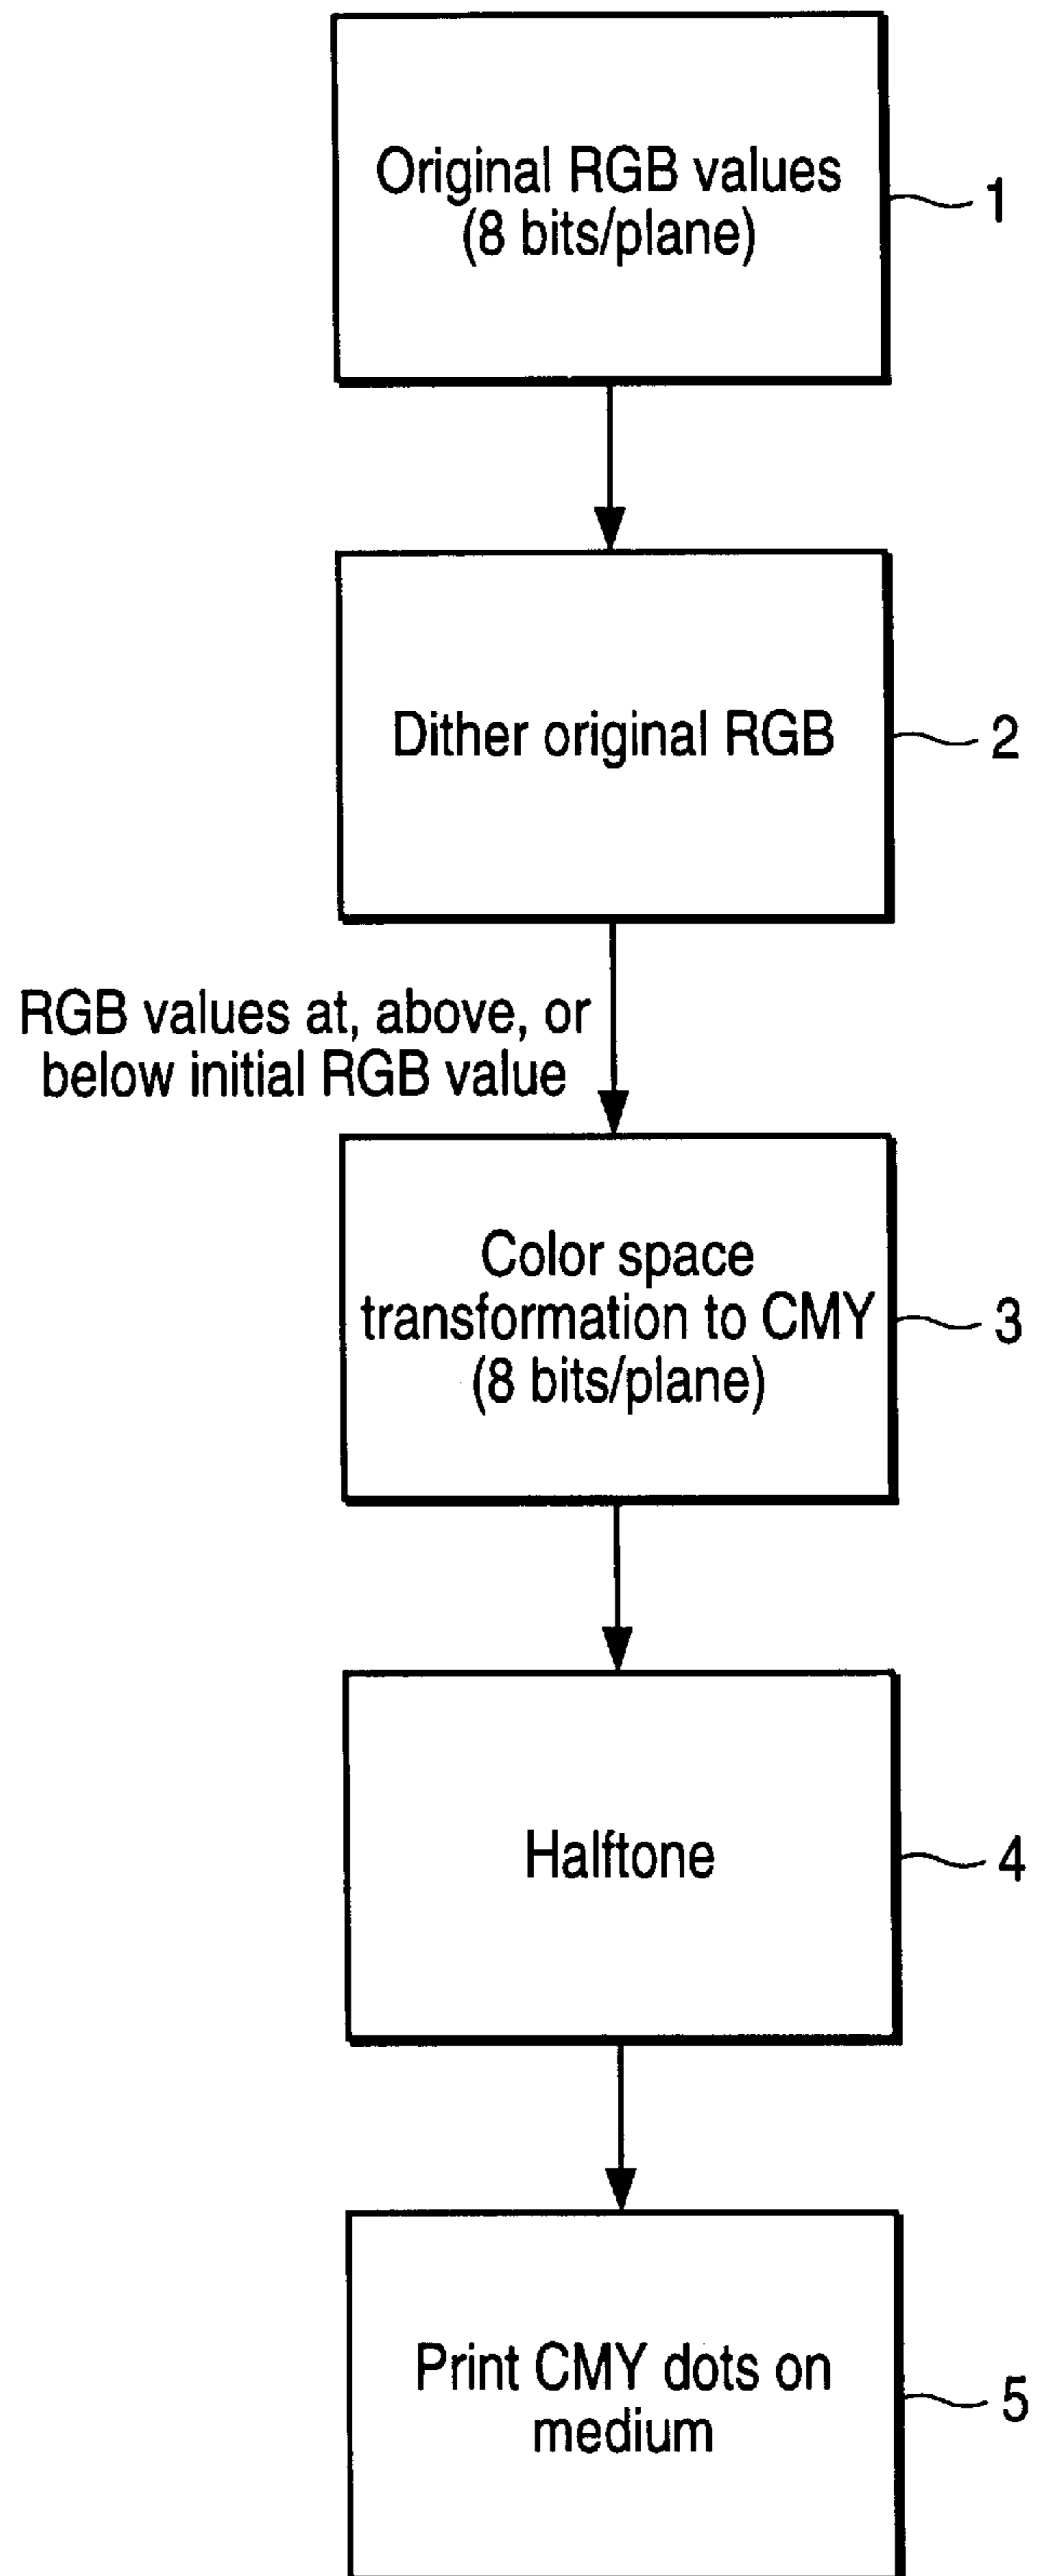 Original RGB values
(8 bits/plane)
1
Dither original RGB
2
RGB values at, above, or
below initial RGB value
Color space
transformation to CMY
(8 bits/plane)
3
Halftone
4
Print CMY dots on
medium
5